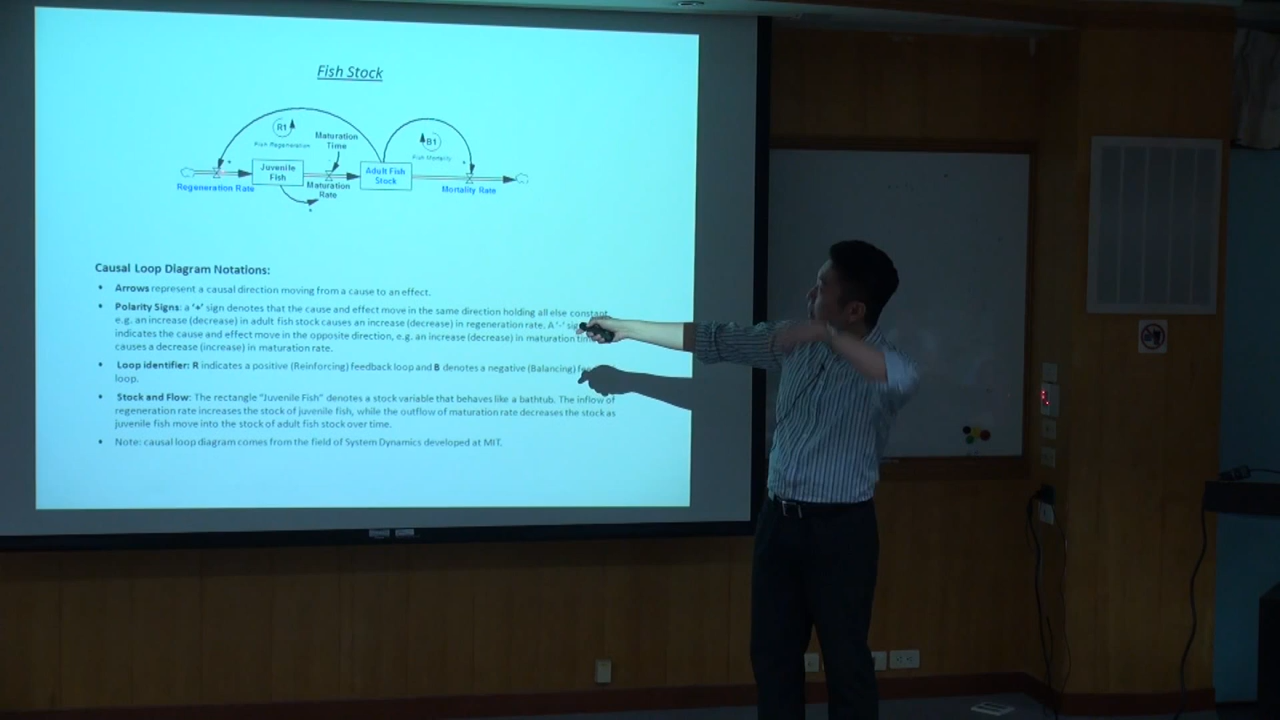 Fish Stock
R1
B1
Maturation
Time
Fish Regeneration
Fish Mortality
Juvenile
Fish
Adult Fish
Stock
Regeneration Rate
Maturation
Rate
Mortality Rate
Causal Loop Diagram Notations:
• Arrows represent a causal direction moving from a cause to an effect.
• Polarity Signs: a '+' sign denotes that the cause and effect move in the same direction holding all else constant,
e.g. an increase (decrease) in adult fish stock causes an increase (decrease) in regeneration rate. A '-'
indicates the cause and effect move in the opposite direction, e.g. an increase (decrease) in maturation
causes a decrease (increase) in maturation rate.
• Loop identifier: R indicates a positive (Reinforcing) feedback loop and B denotes a negative (Balancing)
loop.
• Stock and Flow: The rectangle "Juvenile Fish" denotes a stock variable that behaves like a bathtub. The inflow of
regeneration rate increases the stock of juvenile fish, while the outflow of maturation rate decreases the stock as
juvenile fish move into the stock of adult fish stock over time.
• Note: causal loop diagram comes from the field of System Dynamics developed at MIT.